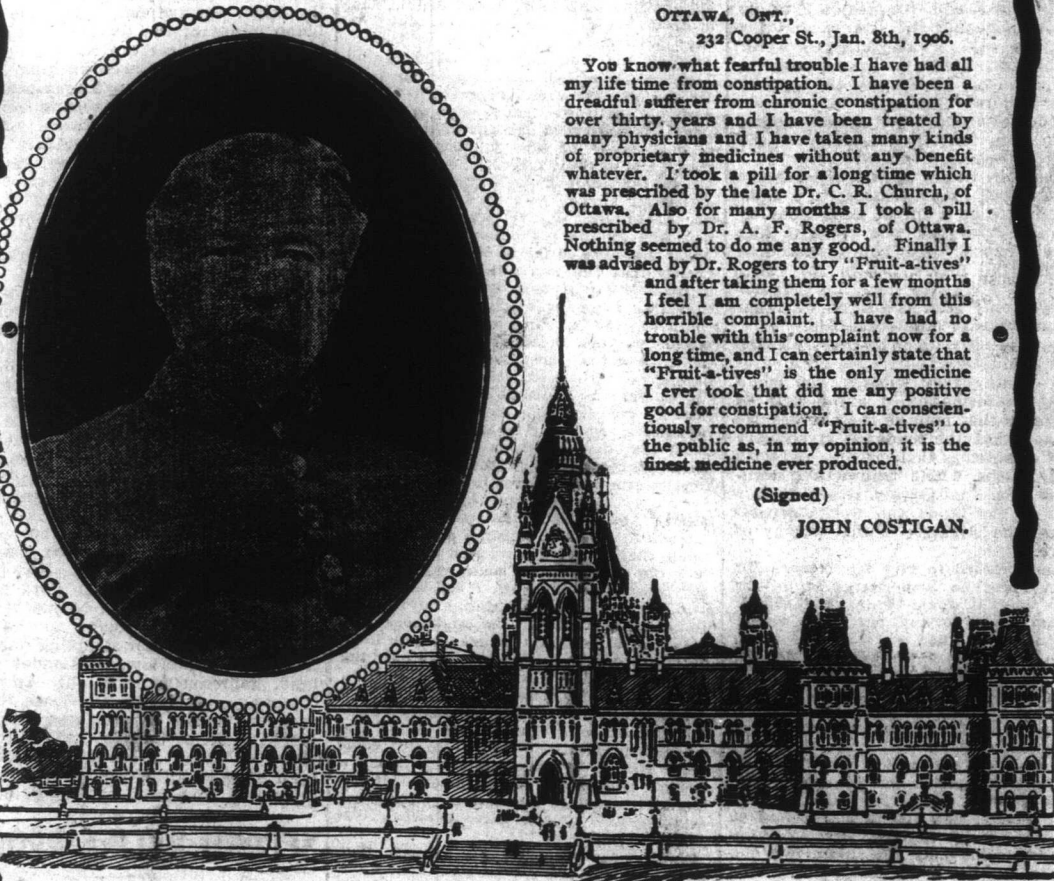 OTTAWA, ONT.,
232 Cooper St., Jan. 8th, 1906.
You know what fearful trouble I have had all
my life time from constipation. I have been a
dreadful sufferer from chronic constipation for
over thirty years and I have been treated by
many physicians and I have taken many kinds
of proprietary medicines without any benefit
whatever. I took a pill for a long time which
was prescribed by the late Dr. C. R. Church, of
Ottawa. Also for many months I took a pill
prescribed by Dr. A. F. Rogers, of Ottawa.
Nothing seemed to do me any good. Finally I
was advised by Dr. Rogers to try "Fruit-a-tives"
and after taking them for a few months
I feel I am completely well from this
horrible complaint. I have had no
trouble with this complaint now for a
long time, and I can certainly state that
"Fruit-a-tives" is the only medicine
I ever took that did me any positive
good for constipation. I can conscien-
tiously recommend "Fruit-a-tives" to
the public as, in my opinion, it is the
finest medicine ever produced.
(Signed)
JOHN COSTIGAN.